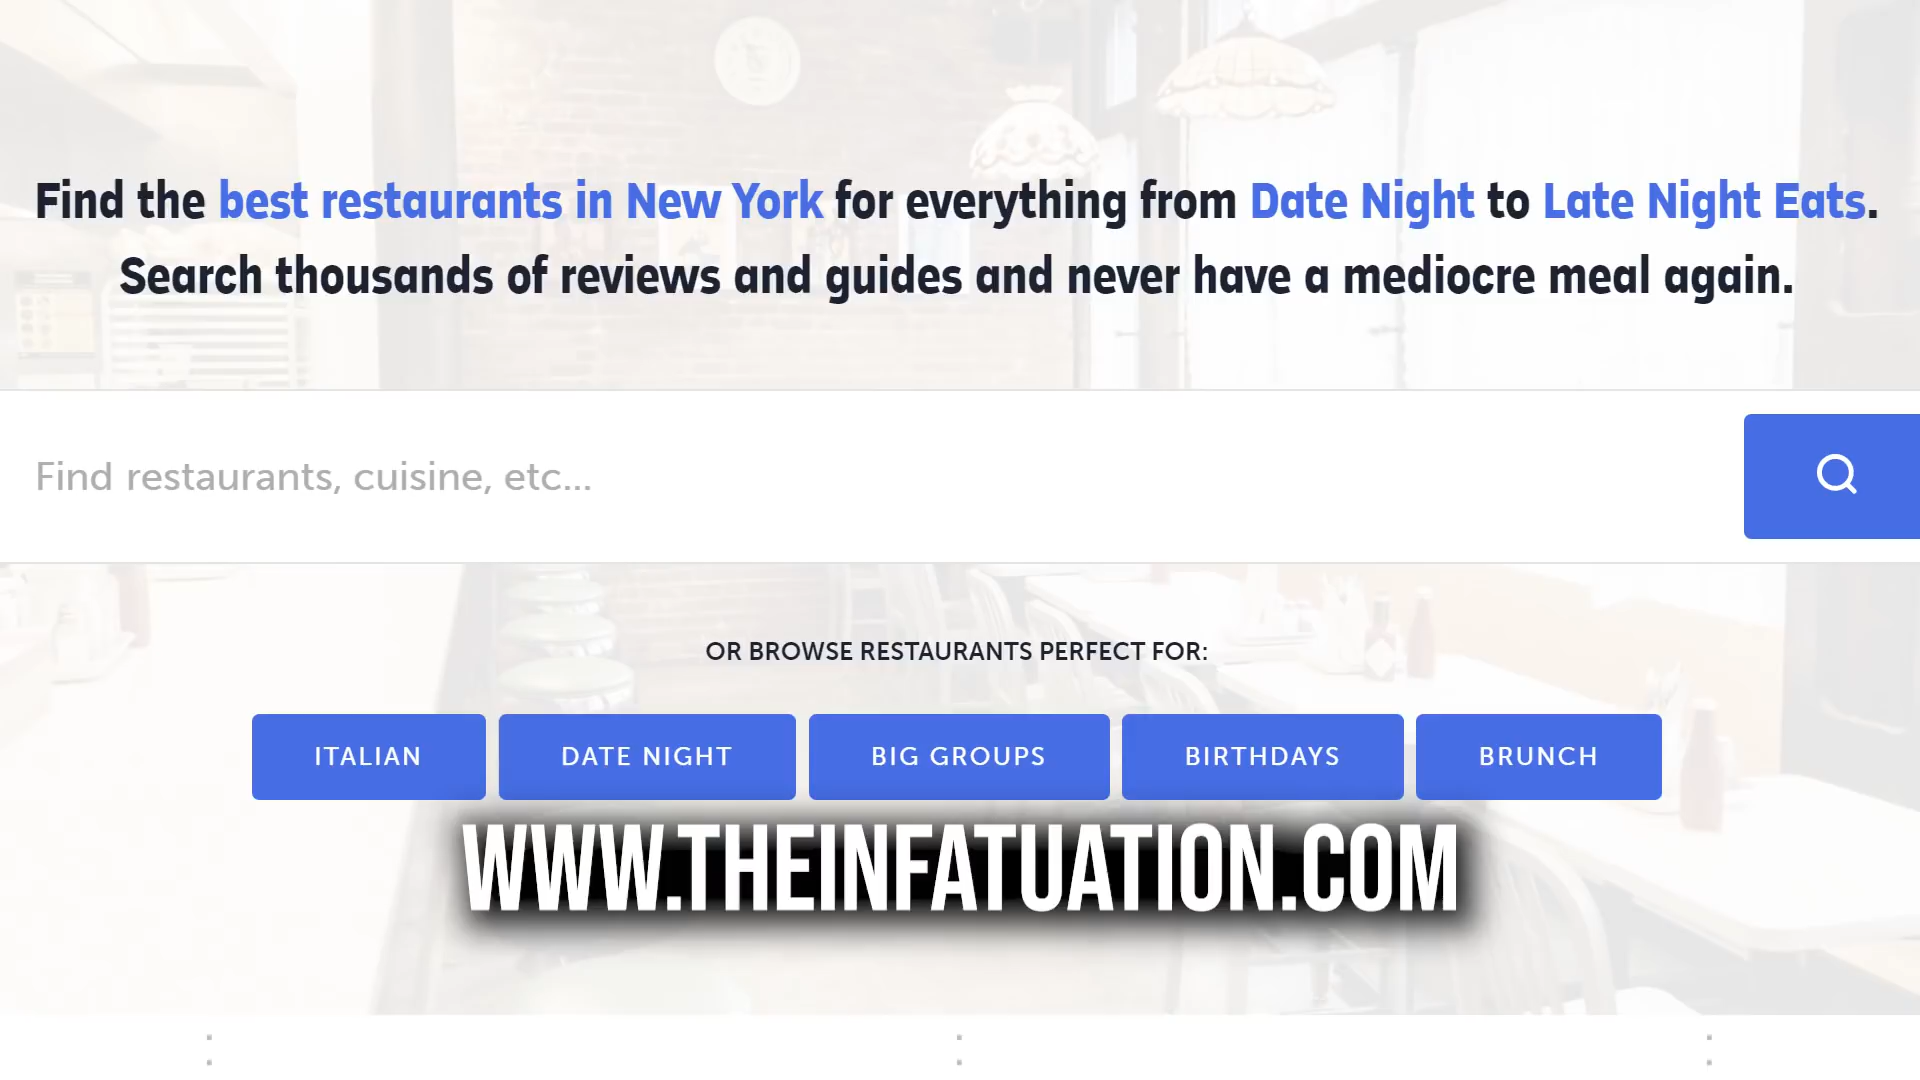 Find the best restaurants in New York for everything from Date Night to Late Night Eats.
Search thousands of reviews and guides and never have a mediocre meal again.
Find restaurants, cuisine, etc...
OR BROWSE RESTAURANTS PERFECT FOR:
ITALIAN DATE NIGHT BIG GROUPS BIRTHDAYS BRUNCH
WWW.THEINFATUATION.COM